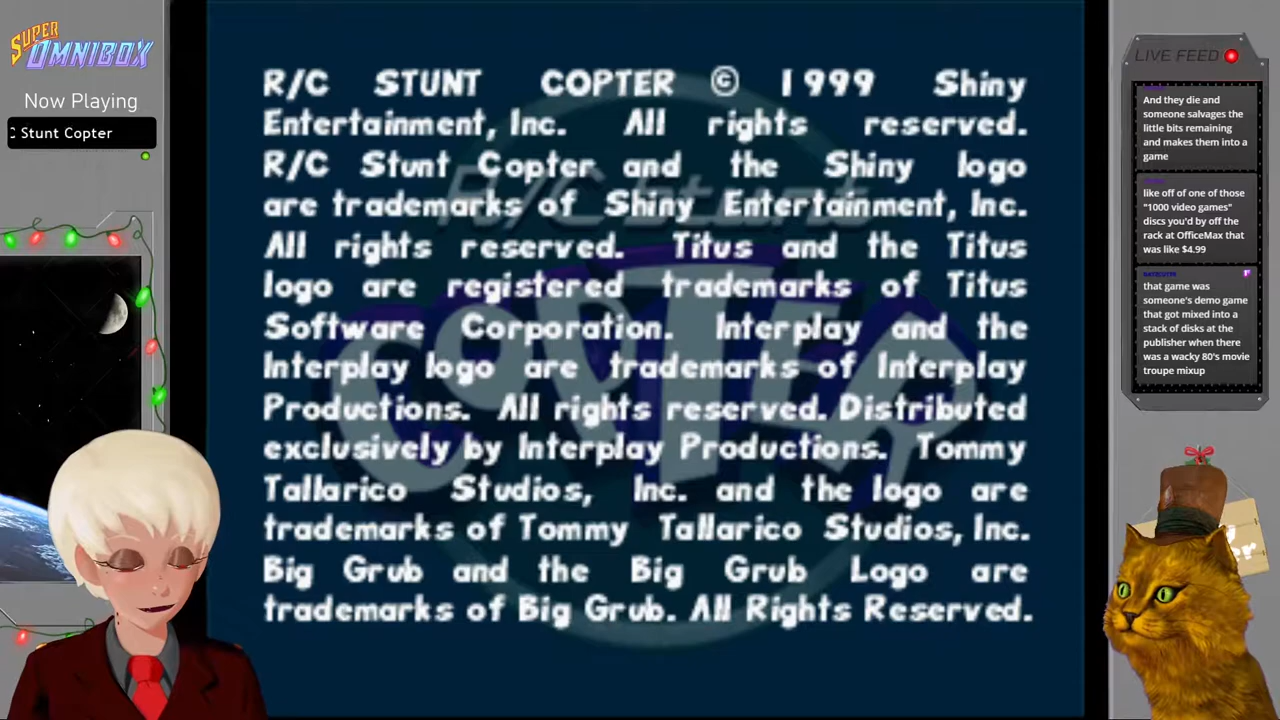 SUPER
OMNIBOX
Now Playing
Stunt Copter
R/C STUNT COPTER © 1999 Shiny
Entertainment, Inc. All rights reserved.
R/C Stunt Copter and the Shiny logo
are trademarks of Shiny Entertainment, Inc.
All rights reserved. Titus and the Titus
logo are registered trademarks of Titus
Software Corporation. Interplay and the
Interplay logo are trademarks of Interplay
Productions. All rights reserved. Distributed
exclusively by Interplay Productions. Tommy
Tallarico Studios, Inc. and the logo are
trademarks of Tommy Tallarico Studios, Inc.
Big Grub and the Big Grub Logo are
trademarks of Big Grub. All Rights Reserved.
R/C Stunt
COPTER
LIVE FEED
And they die and
someone salvages the
little bits remaining
and makes them into a
game
like off of one of those
"1000 video games"
discs you'd by off the
rack at OfficeMax that
was like $4.99
that game was
someone's demo game
that got mixed into a
stack of disks at the
publisher when there
was a wacky 80's movie
troupe mixup